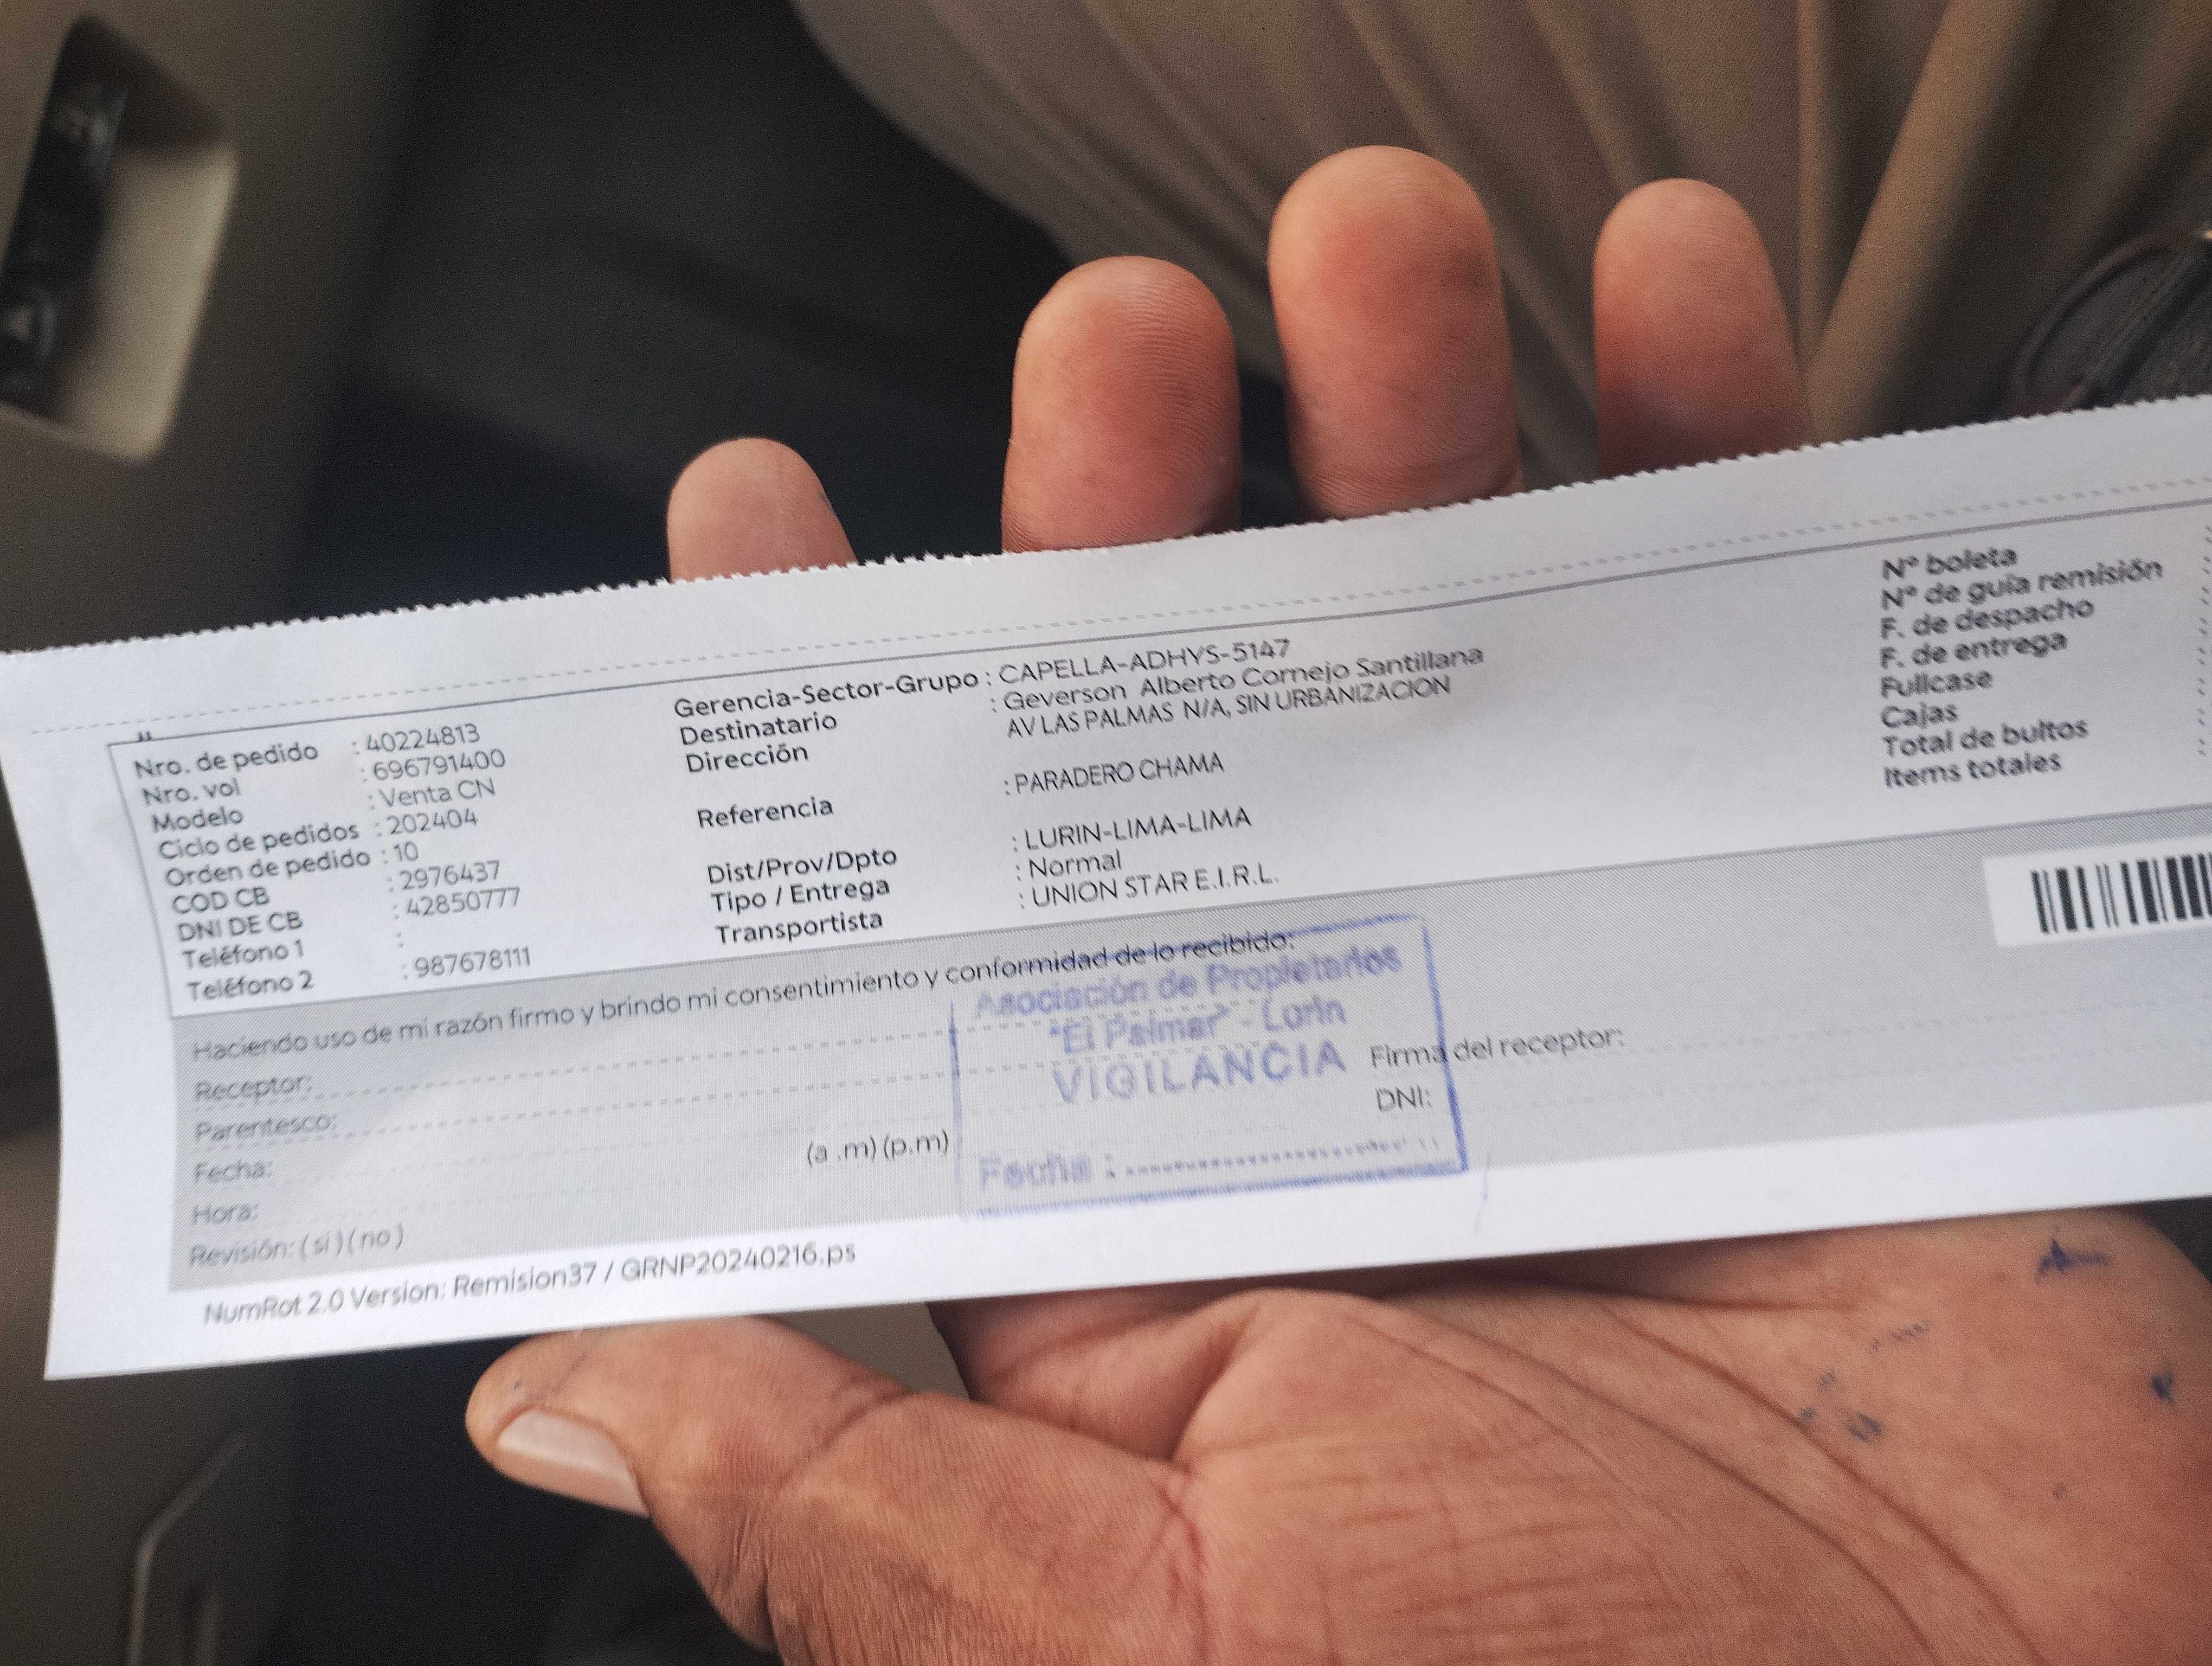 Nro. de pedido : 40224813
Nro. vol : 696791400
Modelo : Venta CN
Ciclo de pedidos : 202404
Orden de pedido : 10
COD CB : 2976437
DNI DE CB : 42850777
Teléfono 1 :
Teléfono 2 : 987678111
Gerencia-Sector-Grupo : CAPELLA-ADHYS-5147
Destinatario : Geverson Alberto Cornejo Santillana
Dirección AV LAS PALMAS N/A, SIN URBANIZACION
Referencia : PARADERO CHAMA
Dist/Prov/Dpto : LURIN-LIMA-LIMA
Tipo / Entrega : Normal
Transportista : UNION STAR E.I.R.L.
N° boleta
N° de guía remisión
F. de despacho
F. de entrega
Fullcase
Cajas
Total de bultos
Items totales
Haciendo uso de mi razón firmo y brindo mi consentimiento y conformidad de lo recibido:
Receptor:
Parentesco:
Fecha:
Hora: (a .m) (p.m)
Revisión: ( si ) ( no )
Firma del receptor:
DNI:
Asociación de Propietarios
"El Palmar" - Lurin
VIGILANCIA
Fecha :
NumRot 2.0 Version: Remision37 / GRNP20240216.ps